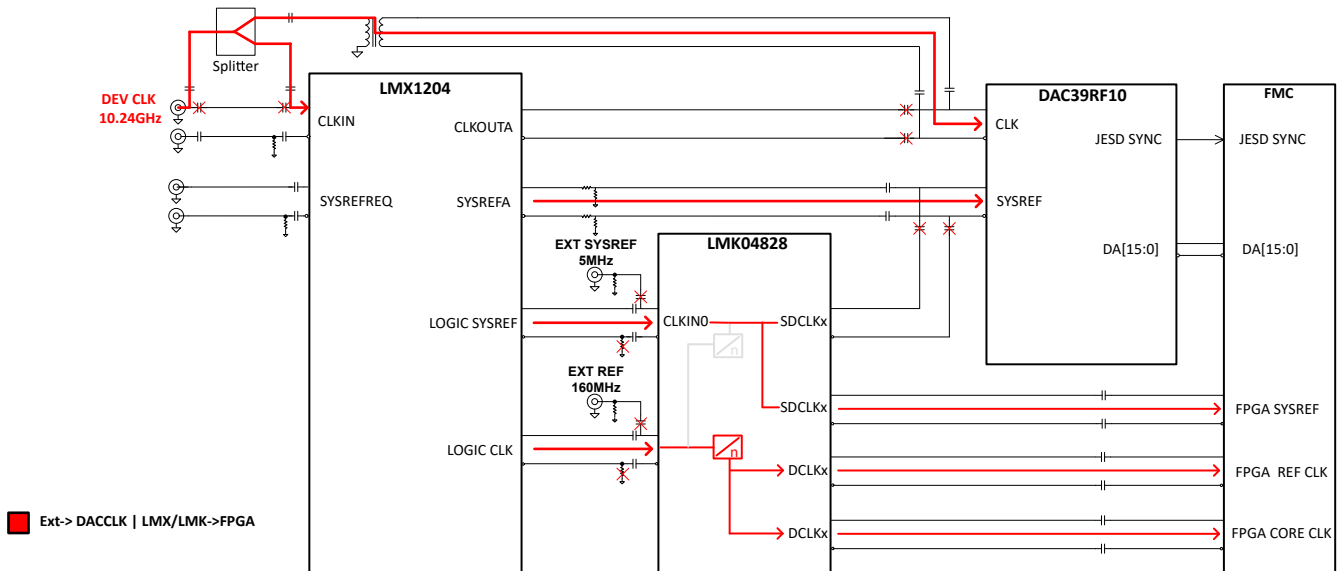 Splitter
DEV CLK
10.24GHz
LMX1204
CLKIN
CLKOUTA
SYSREFREQ
SYSREFA
LOGIC SYSREF
LOGIC CLK
EXT SYSREF
5MHz
EXT REF
160MHz
LMK04828
CLKIN0
n
n
SDCLKx
SDCLKx
DCLKx
DCLKx
DAC39RF10
CLK
JESD SYNC
SYSREF
DA[15:0]
FMC
JESD SYNC
DA[15:0]
FPGA SYSREF
FPGA REF CLK
FPGA CORE CLK
Ext-> DACCLK | LMX/LMK->FPGA